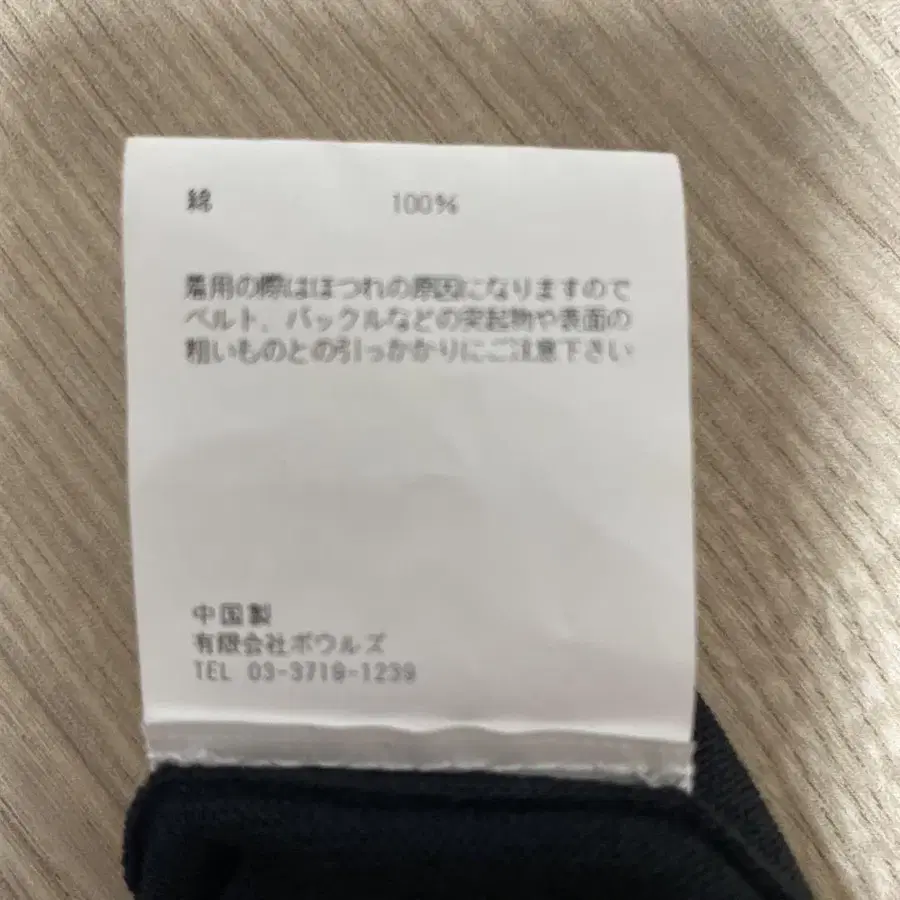 綿 100%
着用の際はほつれの原因になりますので
ベルト、バックルなどの突起物や表面の
粗いものとの引っかかりにご注意下さい
中国製
有限会社ボウルズ
TEL 03-3719-1239